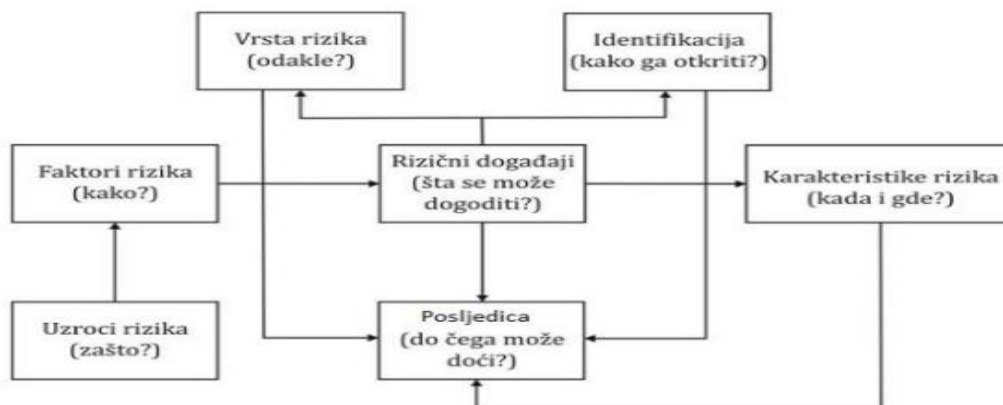 Vrsta rizika
(odakle?)
Identifikacija
(kako ga otkriti?)
Faktori rizika
(kako?)
Rizični događaji
(šta se može
dogoditi?)
Karakteristike rizika
(kada i gde?)
Uzroci rizika
(zašto?)
Posljedica
(do čega može
doći?)